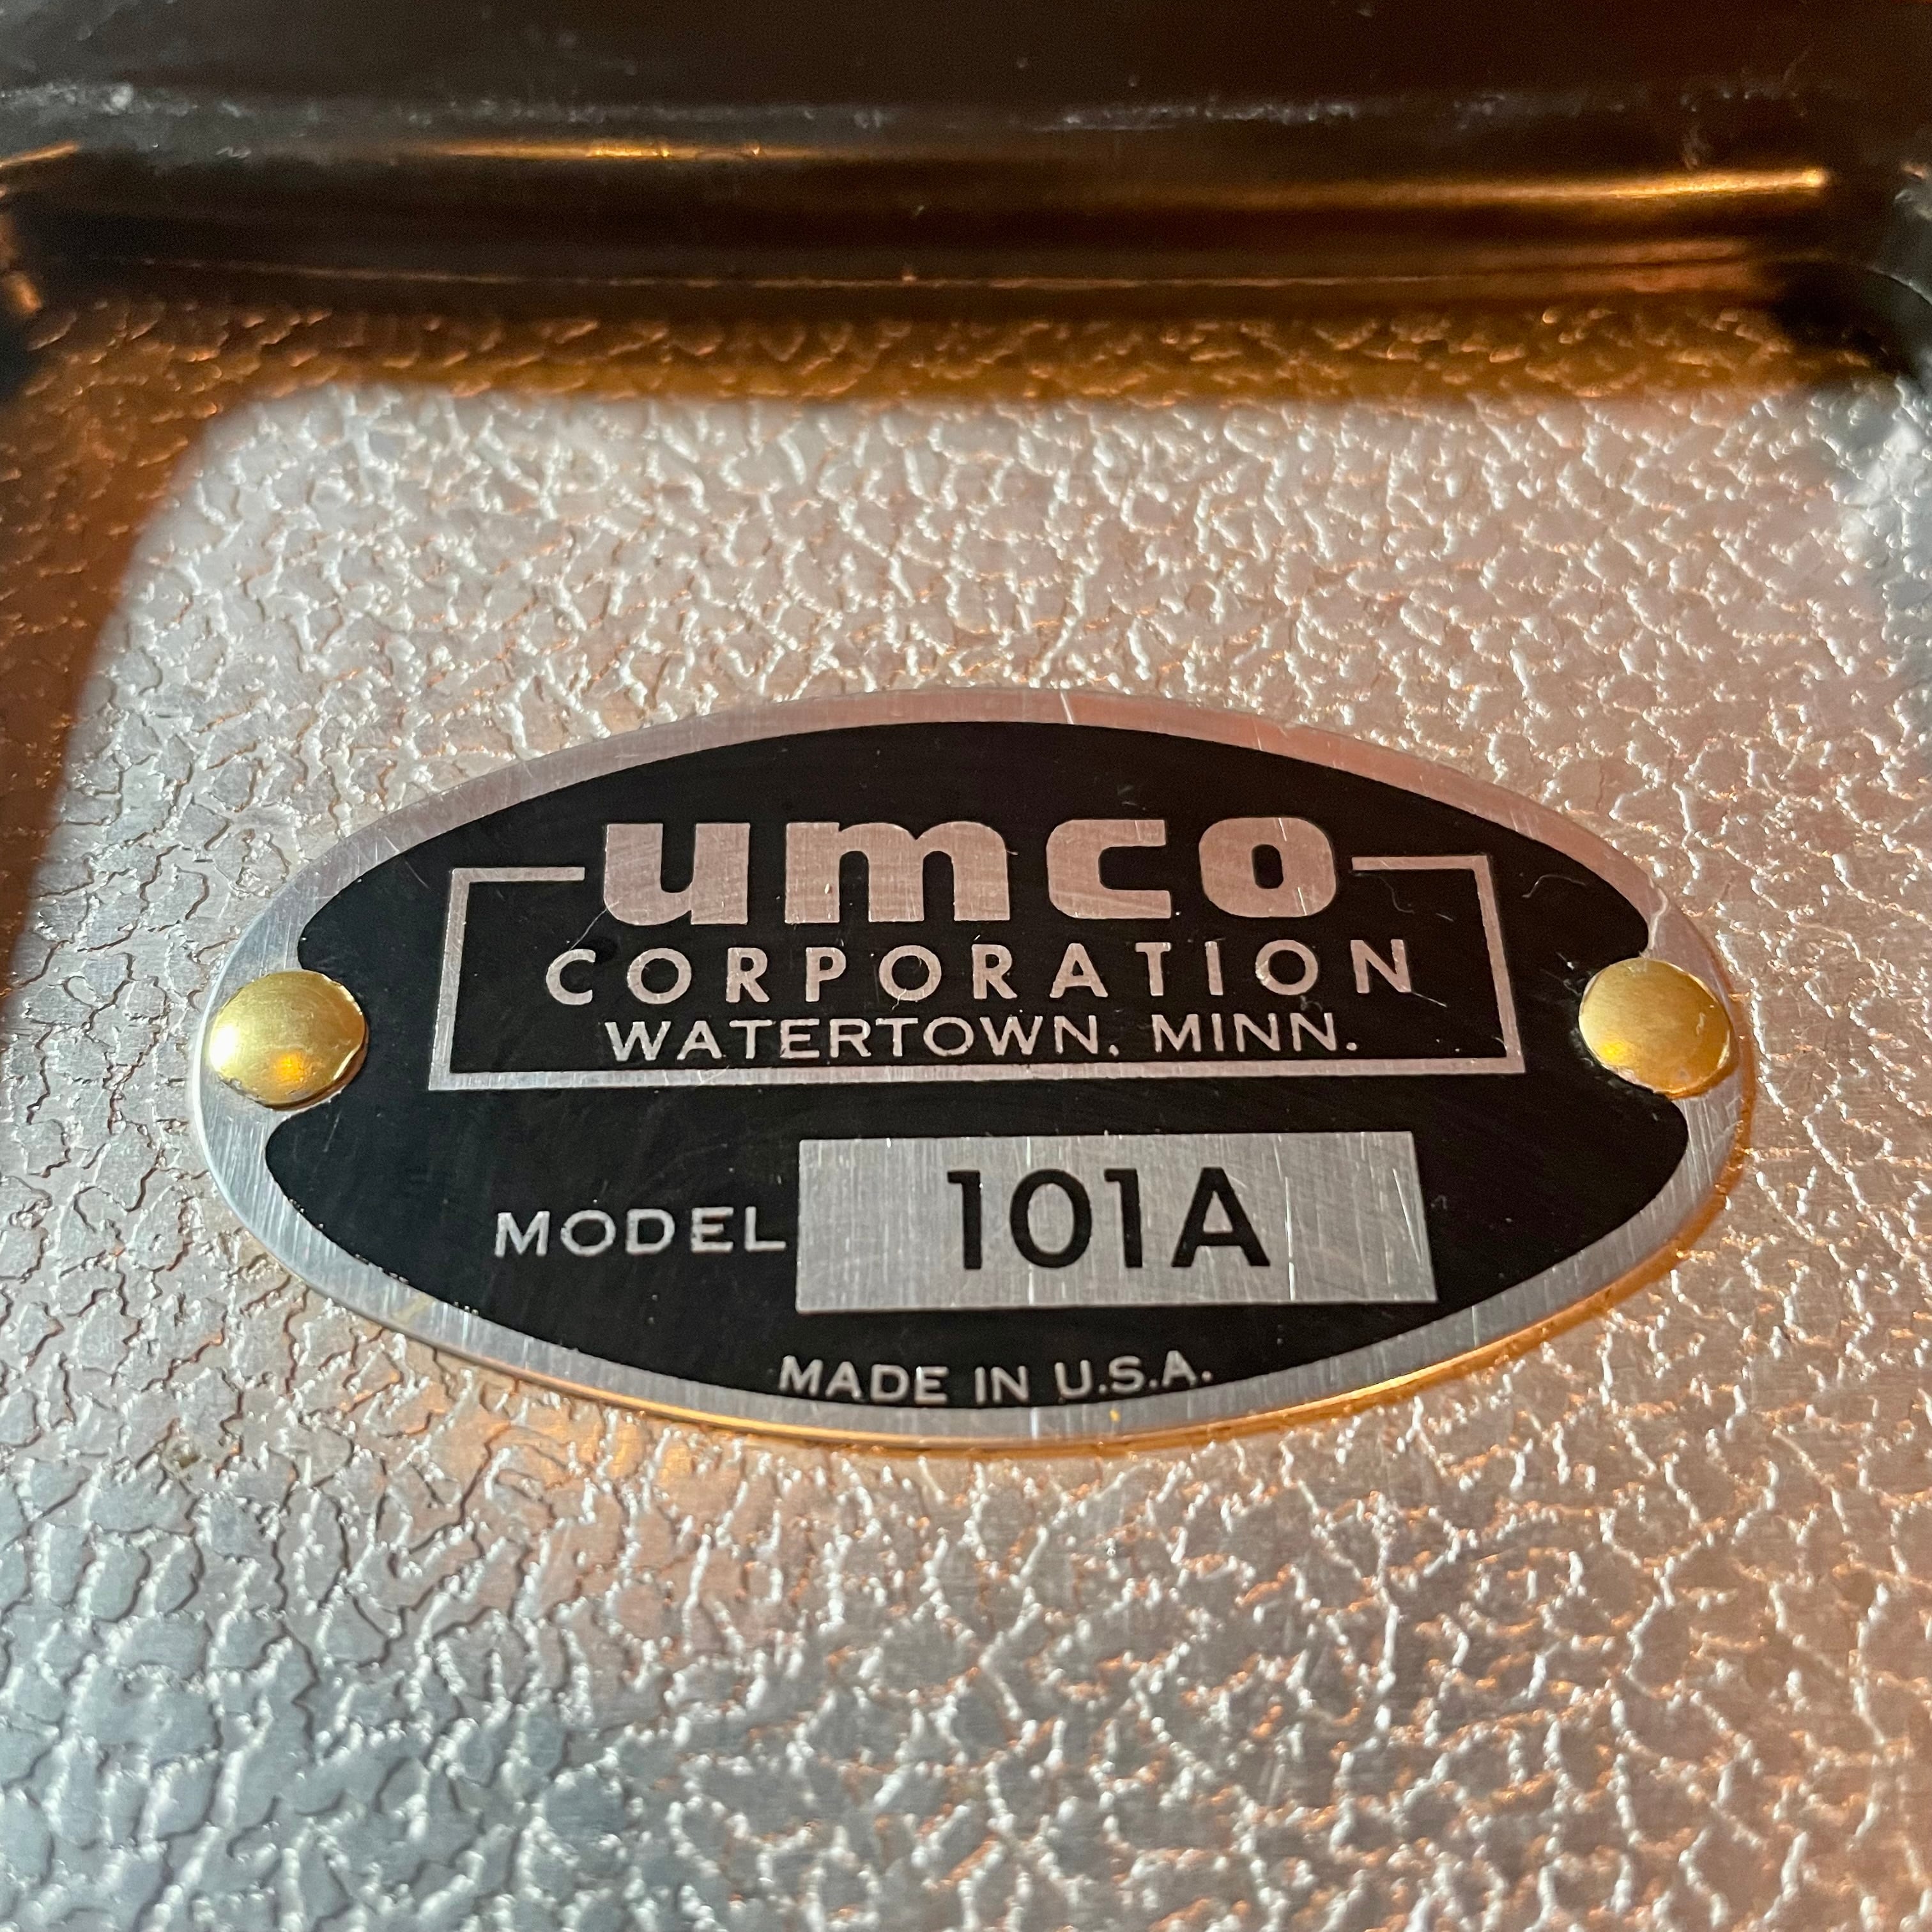 umco
CORPORATION
WATERTOWN, MINN.
MODEL 101A
MADE IN U.S.A.